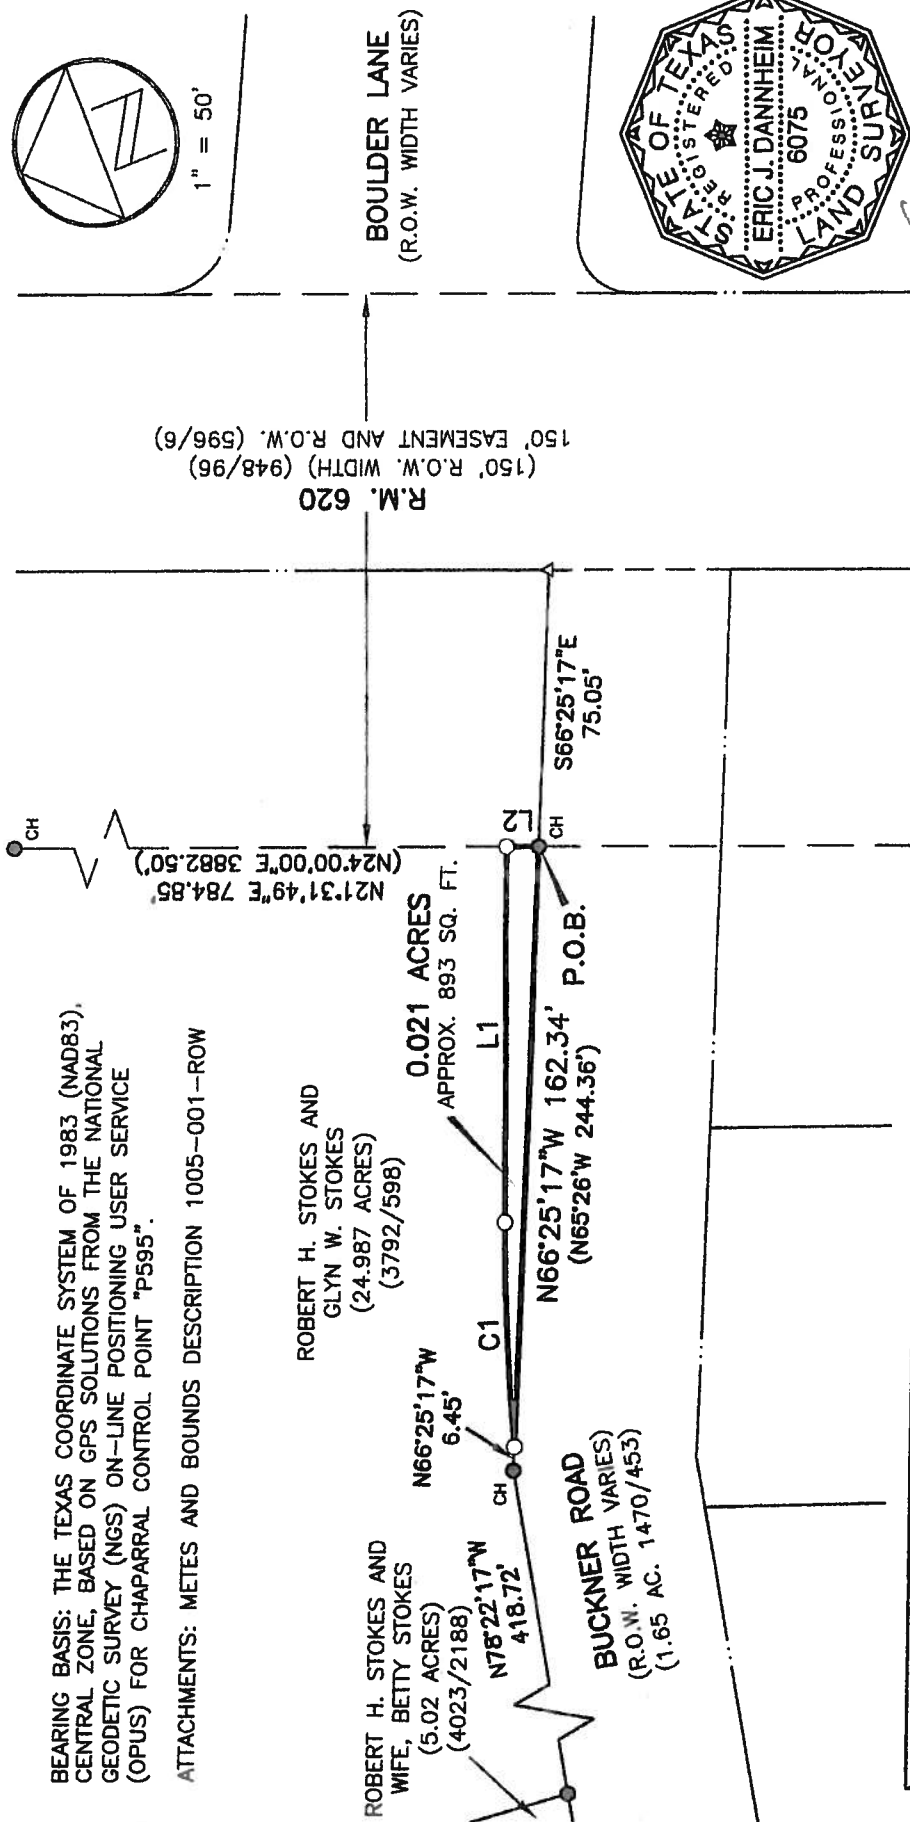 BEARING BASIS: THE TEXAS COORDINATE SYSTEM OF 1983 (NAD83),
CENTRAL ZONE, BASED ON GPS SOLUTIONS FROM THE NATIONAL
GEODETIC SURVEY (NGS) ON-LINE POSITIONING USER SERVICE
(OPUS) FOR CHAPARRAL CONTROL POINT "P595".
ATTACHMENTS: METES AND BOUNDS DESCRIPTION 1005-001-ROW
1" = 50'
N
BOULDER LANE
(R.O.W. WIDTH VARIES)
STATE OF TEXAS
REGISTERED
ERIC J. DANNHEIM
6075
PROFESSIONAL
LAND SURVEYOR
R.M. 620
(150' R.O.W. WIDTH) (948/96)
150' EASEMENT AND R.O.W. (596/6)
CH
N21°31'49"E 784.85'
(N24°00'00"E 3882.50')
ROBERT H. STOKES AND
GLYN W. STOKES
(24.987 ACRES)
(3792/598)
0.021 ACRES
APPROX. 893 SQ. FT.
L1
L2
C1
CH
P.O.B.
S66°25'17"E
75.05'
N66°25'17"W 162.34'
(N65°26'W 244.36')
N66°25'17"W
6.45'
CH
ROBERT H. STOKES AND
WIFE, BETTY STOKES
(5.02 ACRES)
(4023/2188)
N78°22'17"W
418.72'
BUCKNER ROAD
(R.O.W. WIDTH VARIES)
(1.65 AC. 1470/453)